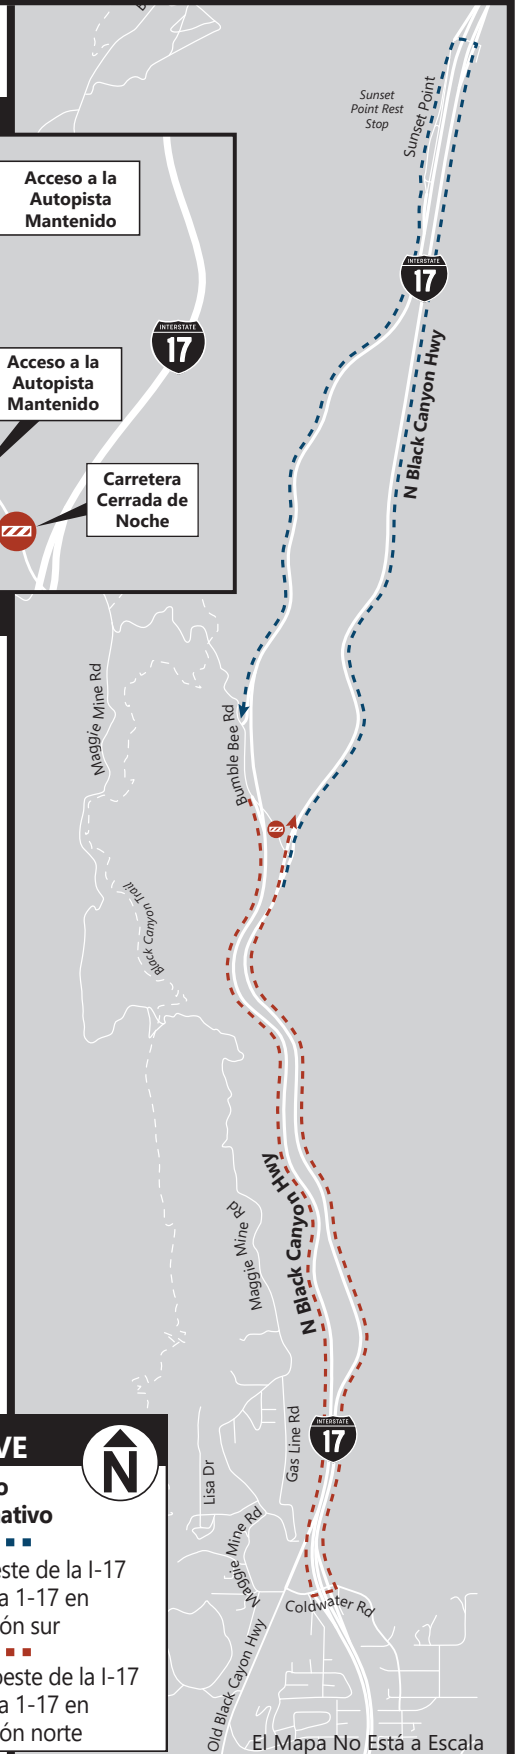 Sunset
Point Rest
Stop
Sunset Point
Acceso a la
Autopista
Mantenido
INTERSTATE
17
INTERSTATE
17
Acceso a la
Autopista
Mantenido
N Black Canyon Hwy
Carretera
Cerrada de
Noche
Maggie Mine Rd
Bumble Bee Rd
Black Canyon Trail
N Black Canyon Hwy
Maggie Mine Rd
Gas Line Rd
INTERSTATE
17
Lisa Dr
Maggie Mine Rd
Coldwater Rd
Old Black Cayon Hwy
VE
N
o
ativo
ste de la I-17
a 1-17 en
ón sur
oeste de la I-17
a 1-17 en
ón norte
El Mapa No Está a Escala